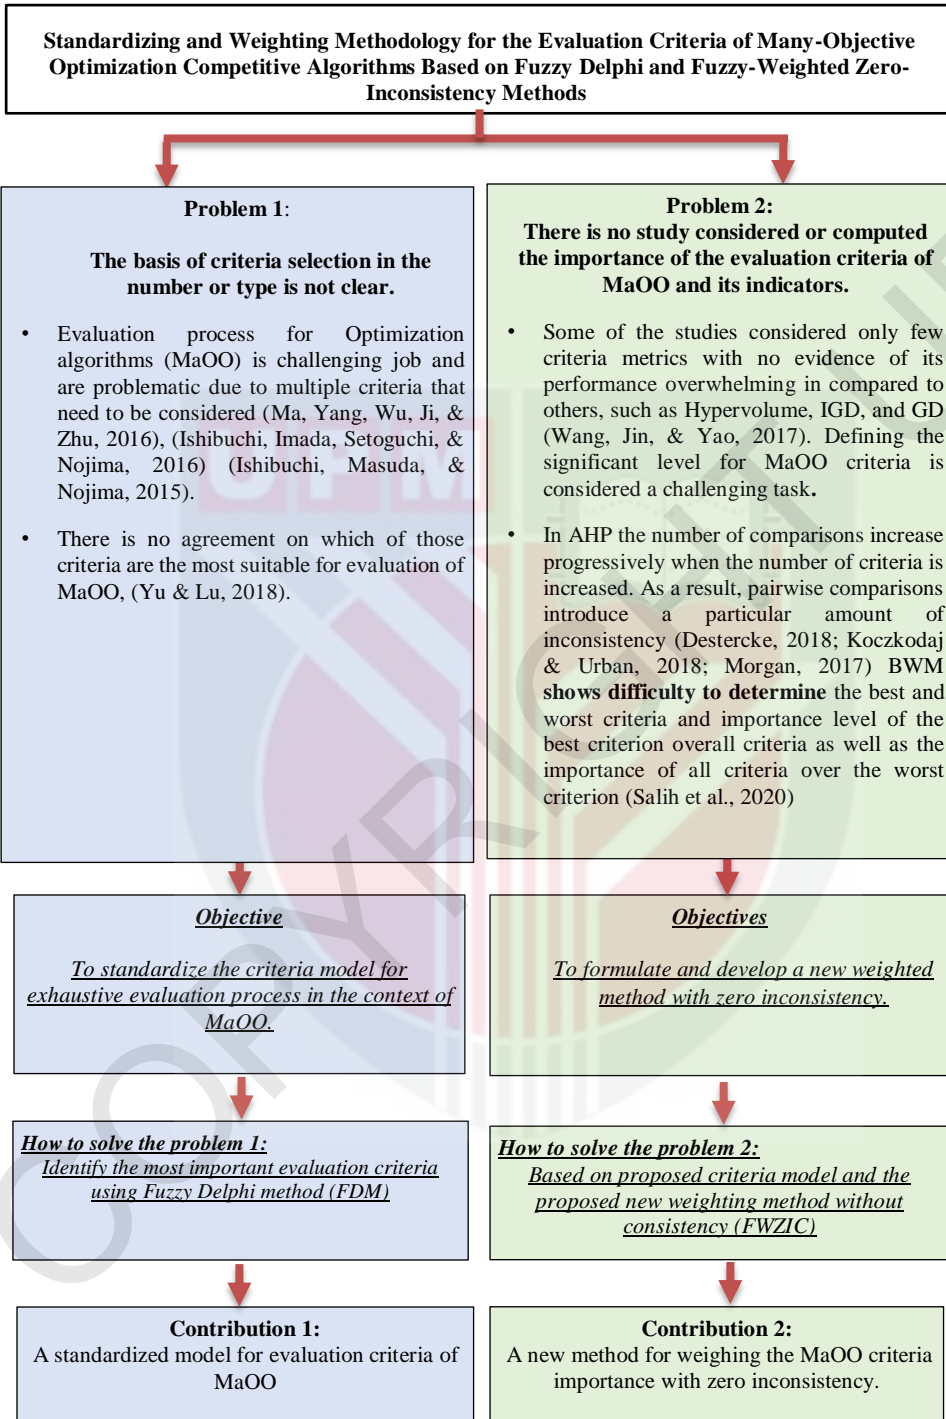 Standardizing and Weighting Methodology for the Evaluation Criteria of Many-Objective
Optimization Competitive Algorithms Based on Fuzzy Delphi and Fuzzy-Weighted Zero-
Inconsistency Methods
Problem 1:
The basis of criteria selection in the
number or type is not clear.
• Evaluation process for Optimization
algorithms (MaOO) is challenging job and
are problematic due to multiple criteria that
need to be considered (Ma, Yang, Wu, Ji, &
Zhu, 2016), (Ishibuchi, Imada, Setoguchi, &
Nojima, 2016) (Ishibuchi, Masuda, &
Nojima, 2015).
• There is no agreement on which of those
criteria are the most suitable for evaluation of
MaOO, (Yu & Lu, 2018).
Problem 2:
There is no study considered or computed
the importance of the evaluation criteria of
MaOO and its indicators.
• Some of the studies considered only few
criteria metrics with no evidence of its
performance overwhelming in compared to
others, such as Hypervolume, IGD, and GD
(Wang, Jin, & Yao, 2017). Defining the
significant level for MaOO criteria is
considered a challenging task.
• In AHP the number of comparisons increase
progressively when the number of criteria is
increased. As a result, pairwise comparisons
introduce a particular amount of
inconsistency (Destercke, 2018; Koczkodaj
& Urban, 2018; Morgan, 2017) BWM
shows difficulty to determine the best and
worst criteria and importance level of the
best criterion overall criteria as well as the
importance of all criteria over the worst
criterion (Salih et al., 2020)
Objective
To standardize the criteria model for
exhaustive evaluation process in the context of
MaOO.
Objectives
To formulate and develop a new weighted
method with zero inconsistency.
How to solve the problem 1:
Identify the most important evaluation criteria
using Fuzzy Delphi method (FDM)
How to solve the problem 2:
Based on proposed criteria model and the
proposed new weighting method without
consistency (FWZIC)
Contribution 1:
A standardized model for evaluation criteria of
MaOO
Contribution 2:
A new method for weighing the MaOO criteria
importance with zero inconsistency.
UPM
COPYRIGHT UP